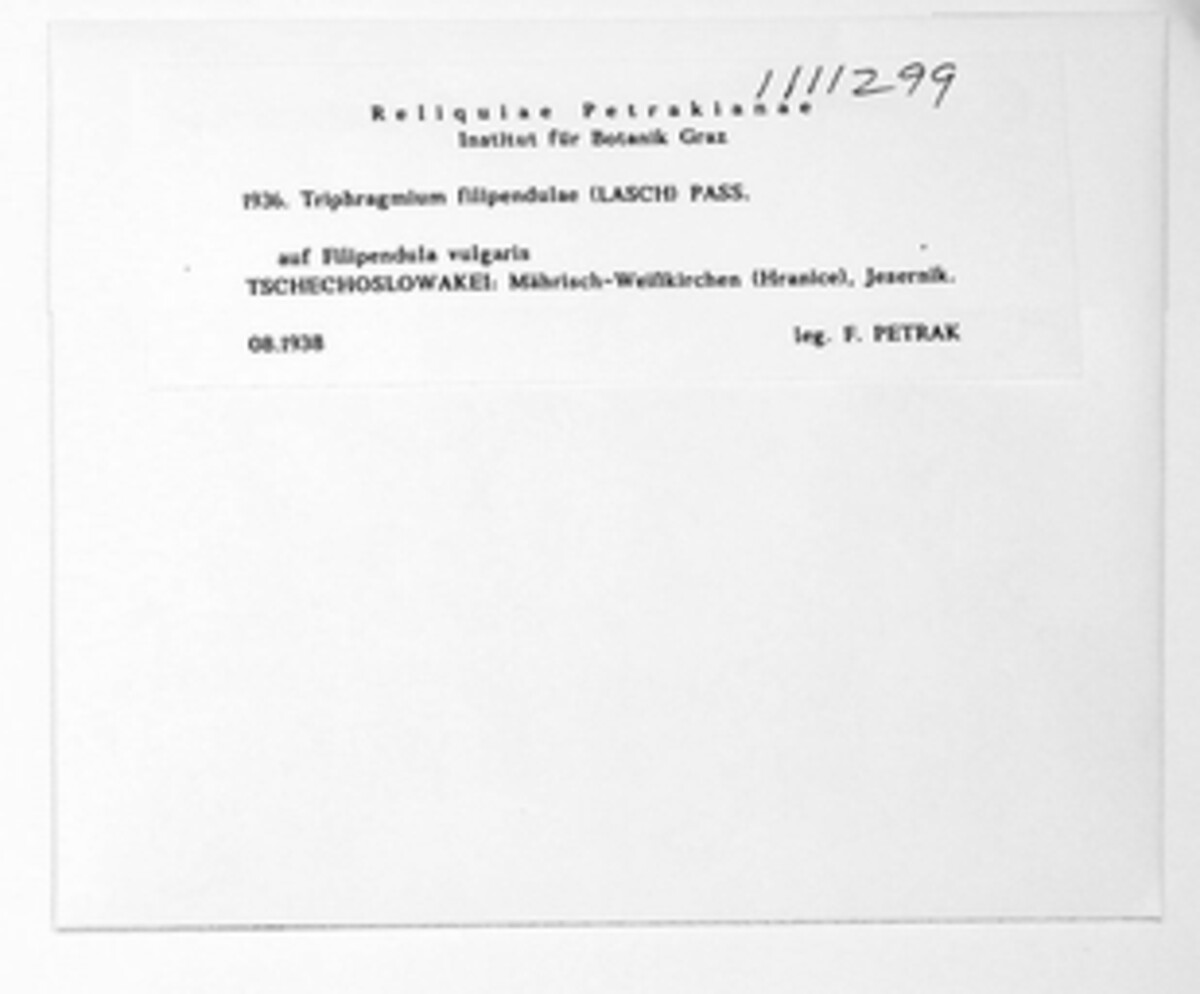 1111299
Reliquiae Petrakianae
Institut für Botanik Graz
1936. Triphragmium filipendulae (LASCH) PASS.
auf Filipendula vulgaris
TSCHECHOSLOWAKEI: Mährisch-Weißkirchen (Hranice), Jezernik.
08.1938 leg. F. PETRAK